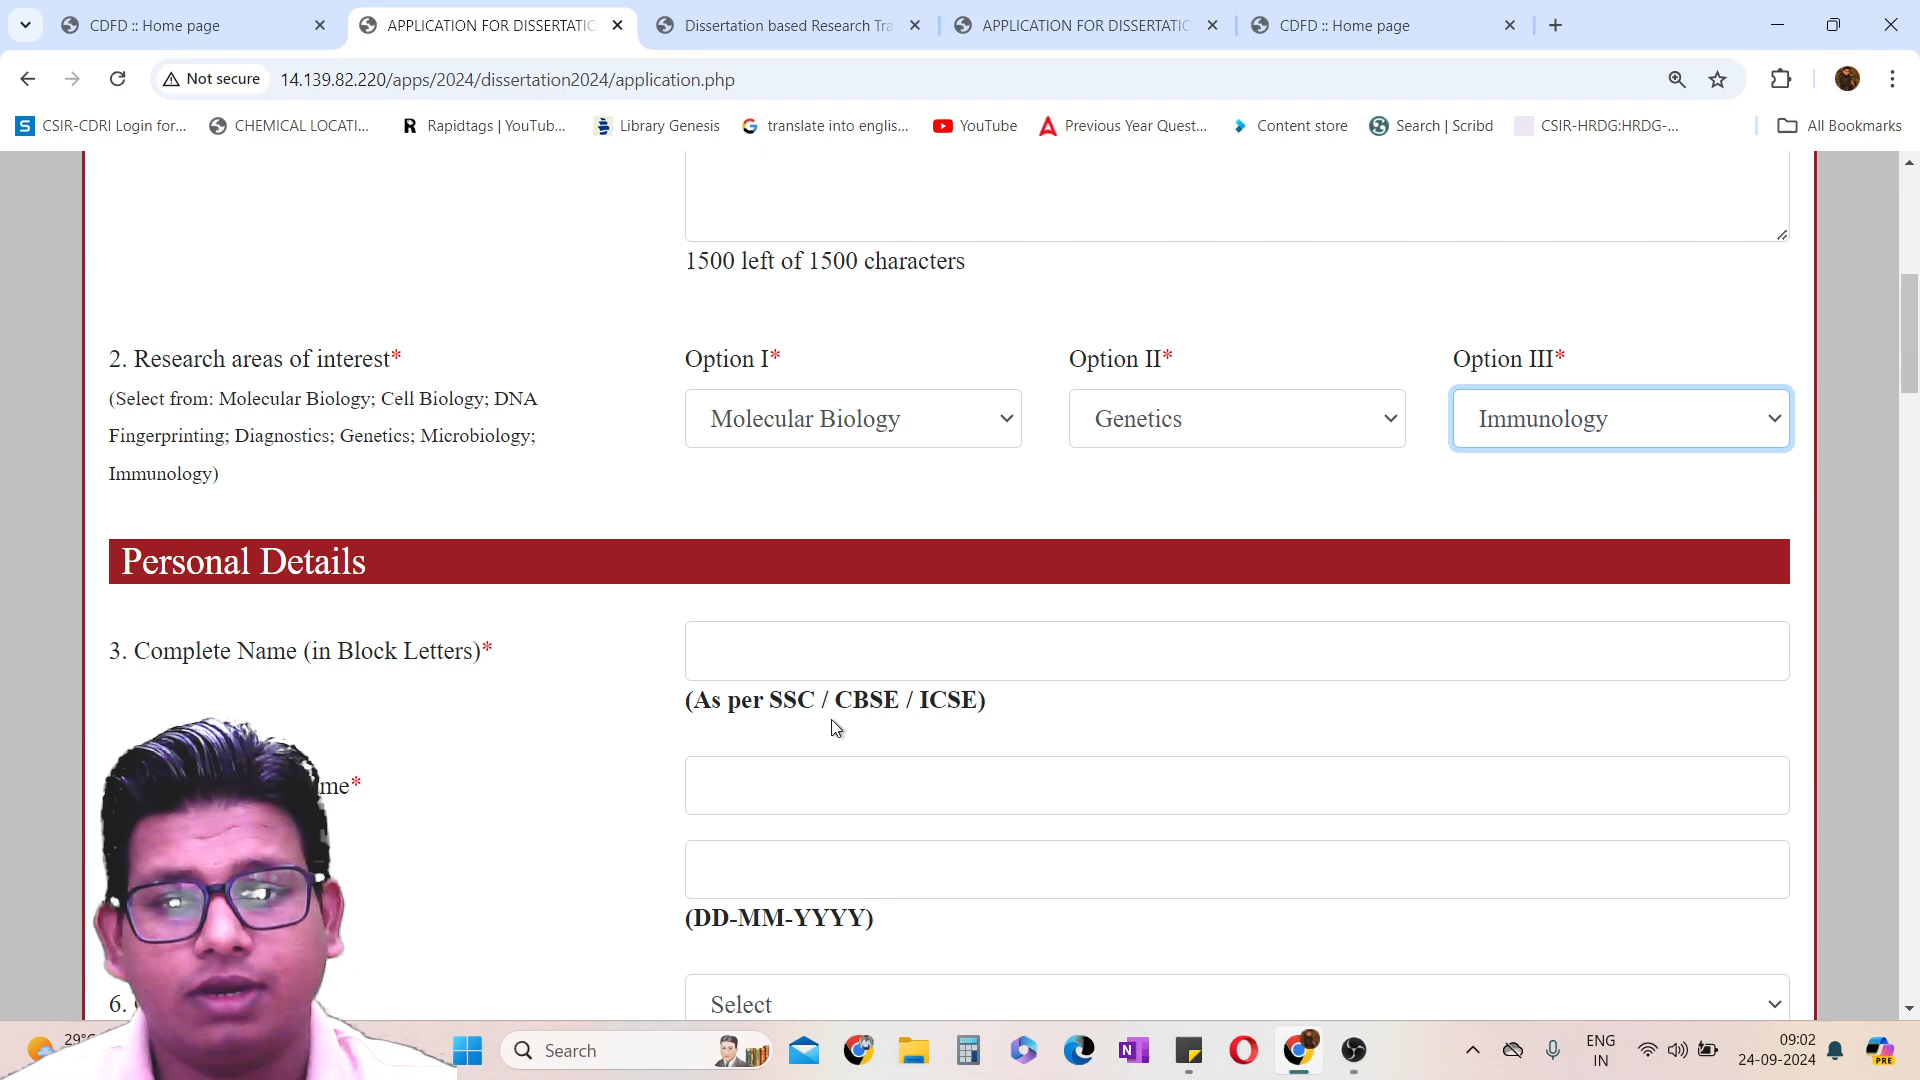 CDFD :: Home page
APPLICATION FOR DISSERTATIO
Dissertation based Research Tra
APPLICATION FOR DISSERTATIO
CDFD :: Home page
Not secure
14.139.82.220/apps/2024/dissertation2024/application.php
CSIR-CDRI Login for...
CHEMICAL LOCATI...
Rapidtags | YouTub...
Library Genesis
translate into englis...
YouTube
Previous Year Quest...
Content store
Search | Scribd
CSIR-HRDG:HRDG-...
All Bookmarks
1500 left of 1500 characters
2. Research areas of interest*
Option I*
Option II*
Option III*
(Select from: Molecular Biology; Cell Biology; DNA
Fingerprinting; Diagnostics; Genetics; Microbiology;
Immunology)
Molecular Biology
Genetics
Immunology
Personal Details
3. Complete Name (in Block Letters)*
(As per SSC / CBSE / ICSE)
me*
(DD-MM-YYYY)
6.
Select
29°C
Search
ENG
IN
09:02
24-09-2024
PRE